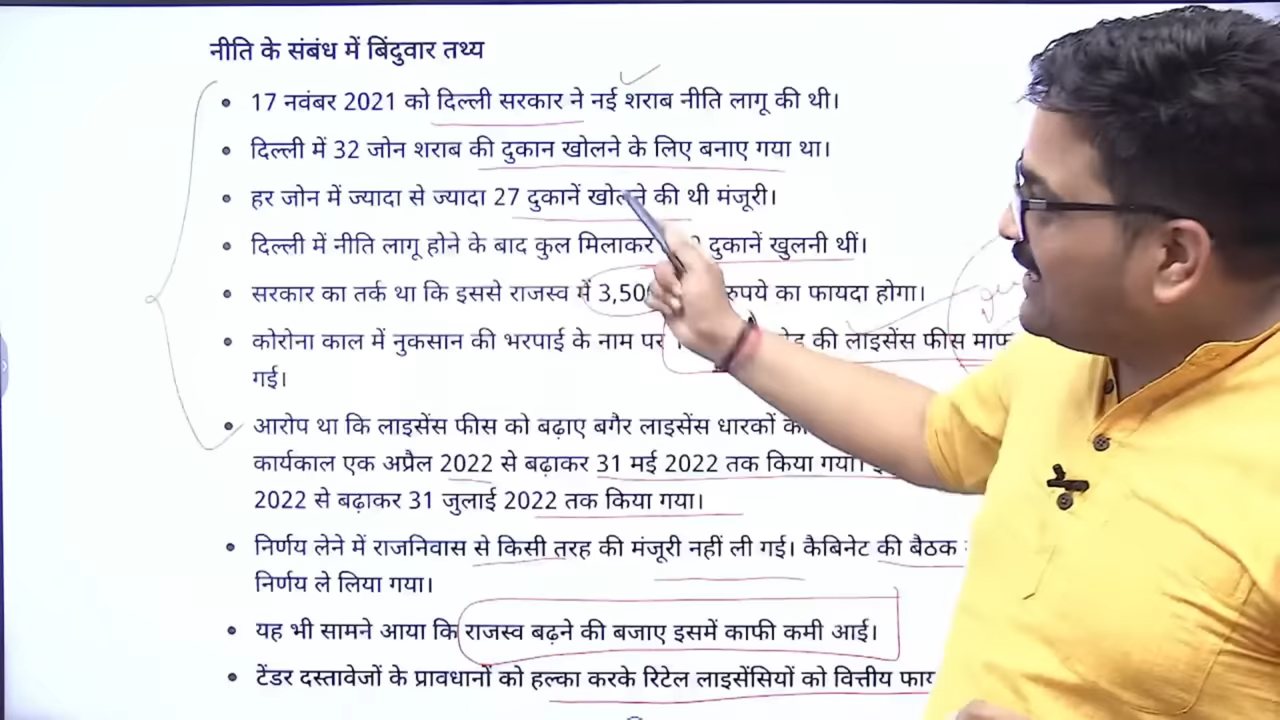 नीति के संबंध में बिंदुवार तथ्य
• 17 नवंबर 2021 को दिल्ली सरकार ने नई शराब नीति लागू की थी।
• दिल्ली में 32 जोन शराब की दुकान खोलने के लिए बनाए गया था।
• हर जोन में ज्यादा से ज्यादा 27 दुकानें खोलने की थी मंजूरी।
• दिल्ली में नीति लागू होने के बाद कुल मिलाकर दुकानें खुलनी थीं।
• सरकार का तर्क था कि इससे राजस्व में रुपये का फायदा होगा।
• कोरोना काल में नुकसान की भरपाई के नाम पर की लाइसेंस फीस माफ
गई।
• आरोप था कि लाइसेंस फीस को बढ़ाए बगैर लाइसेंस धारकों
कार्यकाल एक अप्रैल 2022 से बढ़ाकर 31 मई 2022 तक किया गया।
2022 से बढ़ाकर 31 जुलाई 2022 तक किया गया।
• निर्णय लेने में राजनिवास से किसी तरह की मंजूरी नहीं ली गई। कैबिनेट की बैठक
निर्णय ले लिया गया।
• यह भी सामने आया कि राजस्व बढ़ने की बजाए इसमें काफी कमी आई।
• टेंडर दस्तावेजों के प्रावधानों को हल्का करके रिटेल लाइसेंसियों को वित्तीय